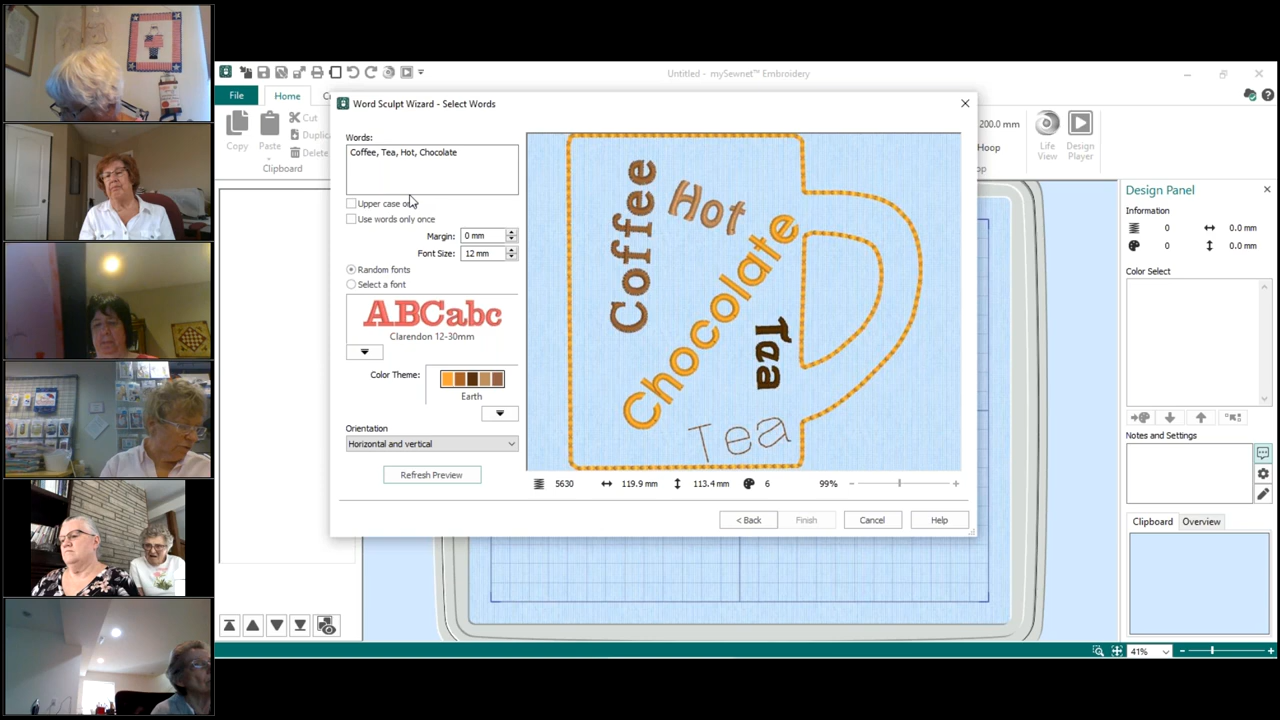 Untitled - mySewnet™ Embroidery
File
Home
Copy
Paste
Cut
Delete
Clipboard
200.0 mm
Hoop
Life View
Design Player
Word Sculpt Wizard - Select Words
Words:
Coffee, Tea, Hot, Chocolate
Use words only once
Margin:
0 mm
Font Size:
12 mm
Random fonts
Select a font
ABCabc
Clarendon 12-30mm
Color Theme:
Earth
Orientation
Horizontal and vertical
Refresh Preview
Coffee
Hot
Chocolate
Tea
Tea
5630
119.9 mm
113.4 mm
6
99%
< Back
Finish
Cancel
Help
Design Panel
Information
0
0.0 mm
0
0.0 mm
Color Select
Notes and Settings
Clipboard
Overview
41%